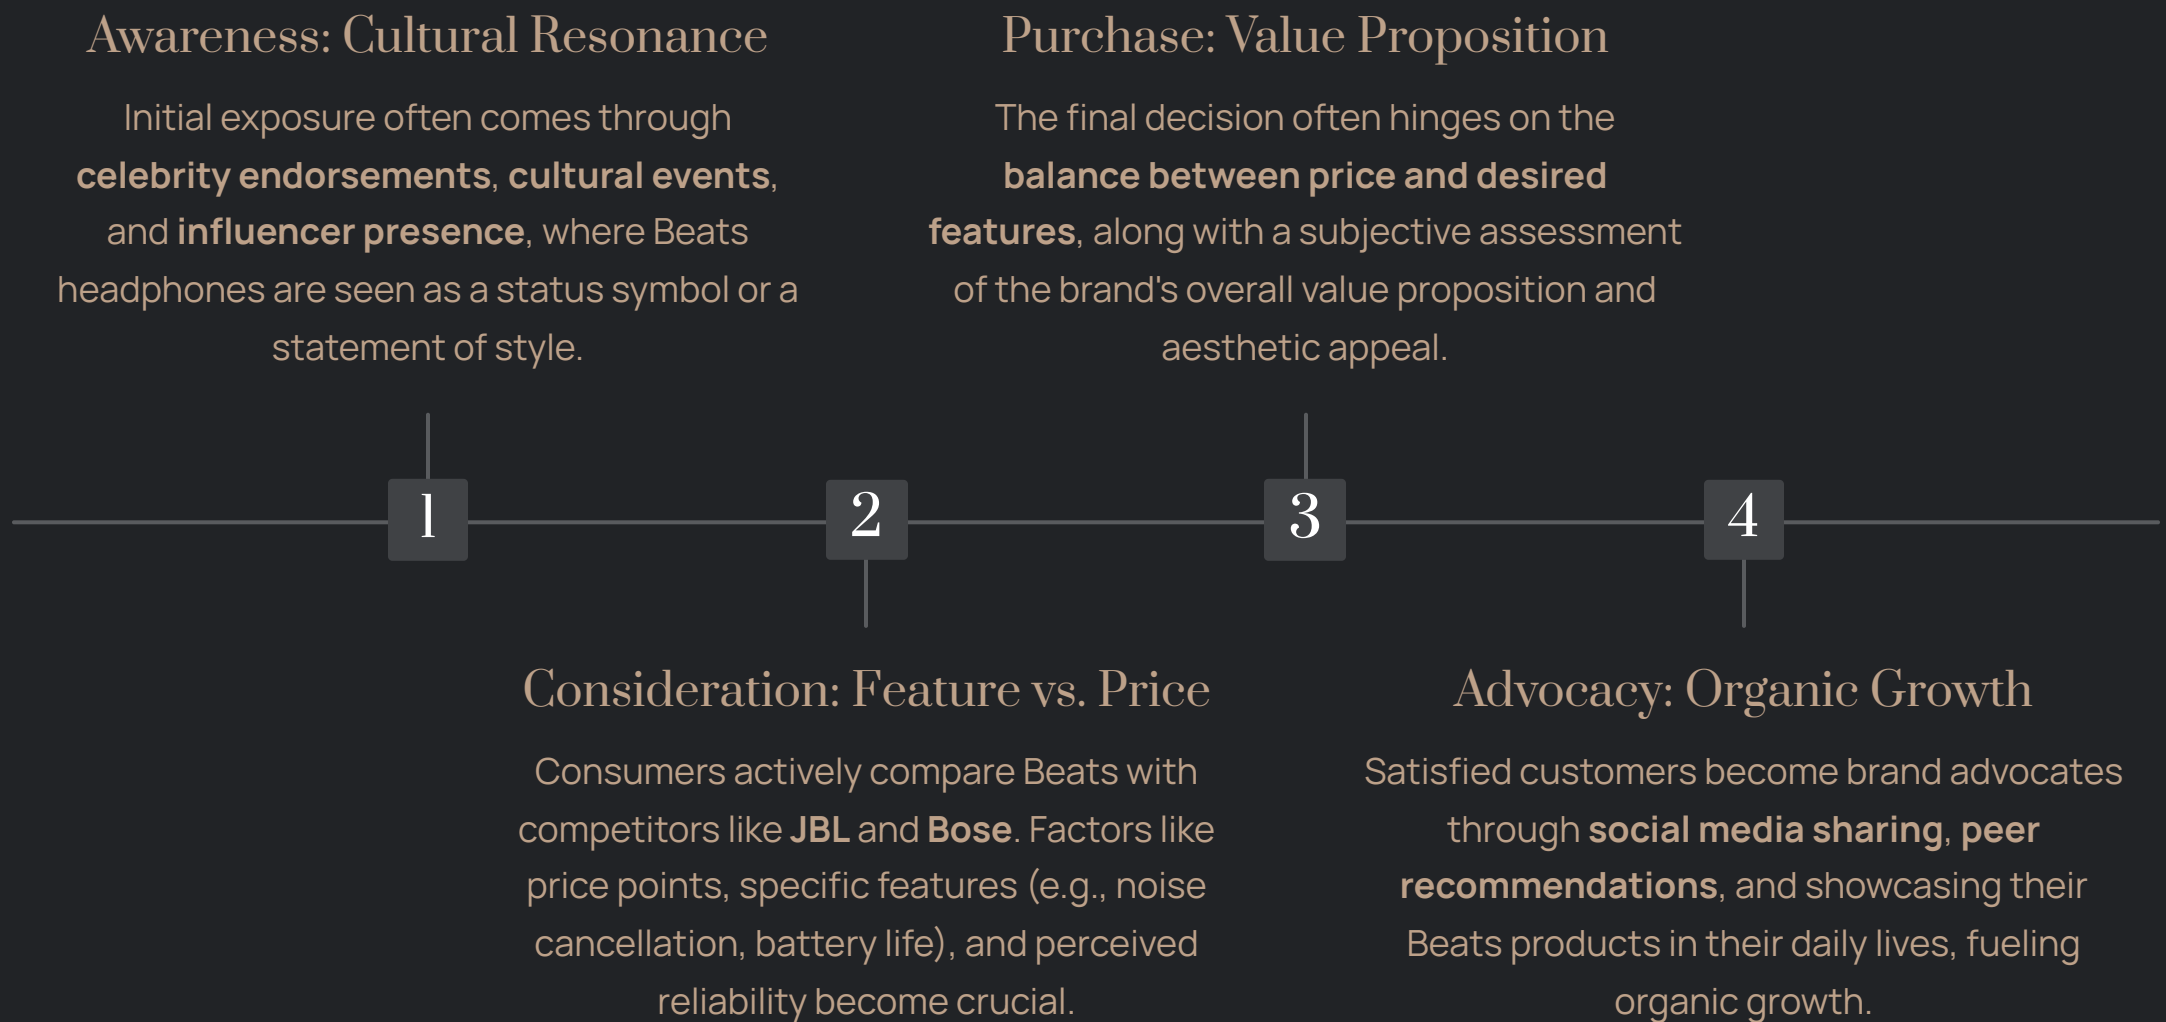 Awareness: Cultural Resonance
Initial exposure often comes through
celebrity endorsements, cultural events,
and influencer presence, where Beats
headphones are seen as a status symbol or a
statement of style.
Purchase: Value Proposition
The final decision often hinges on the
balance between price and desired
features, along with a subjective assessment
of the brand's overall value proposition and
aesthetic appeal.
1
2
3
4
Consideration: Feature vs. Price
Consumers actively compare Beats with
competitors like JBL and Bose. Factors like
price points, specific features (e.g., noise
cancellation, battery life), and perceived
reliability become crucial.
Advocacy: Organic Growth
Satisfied customers become brand advocates
through social media sharing, peer
recommendations, and showcasing their
Beats products in their daily lives, fueling
organic growth.